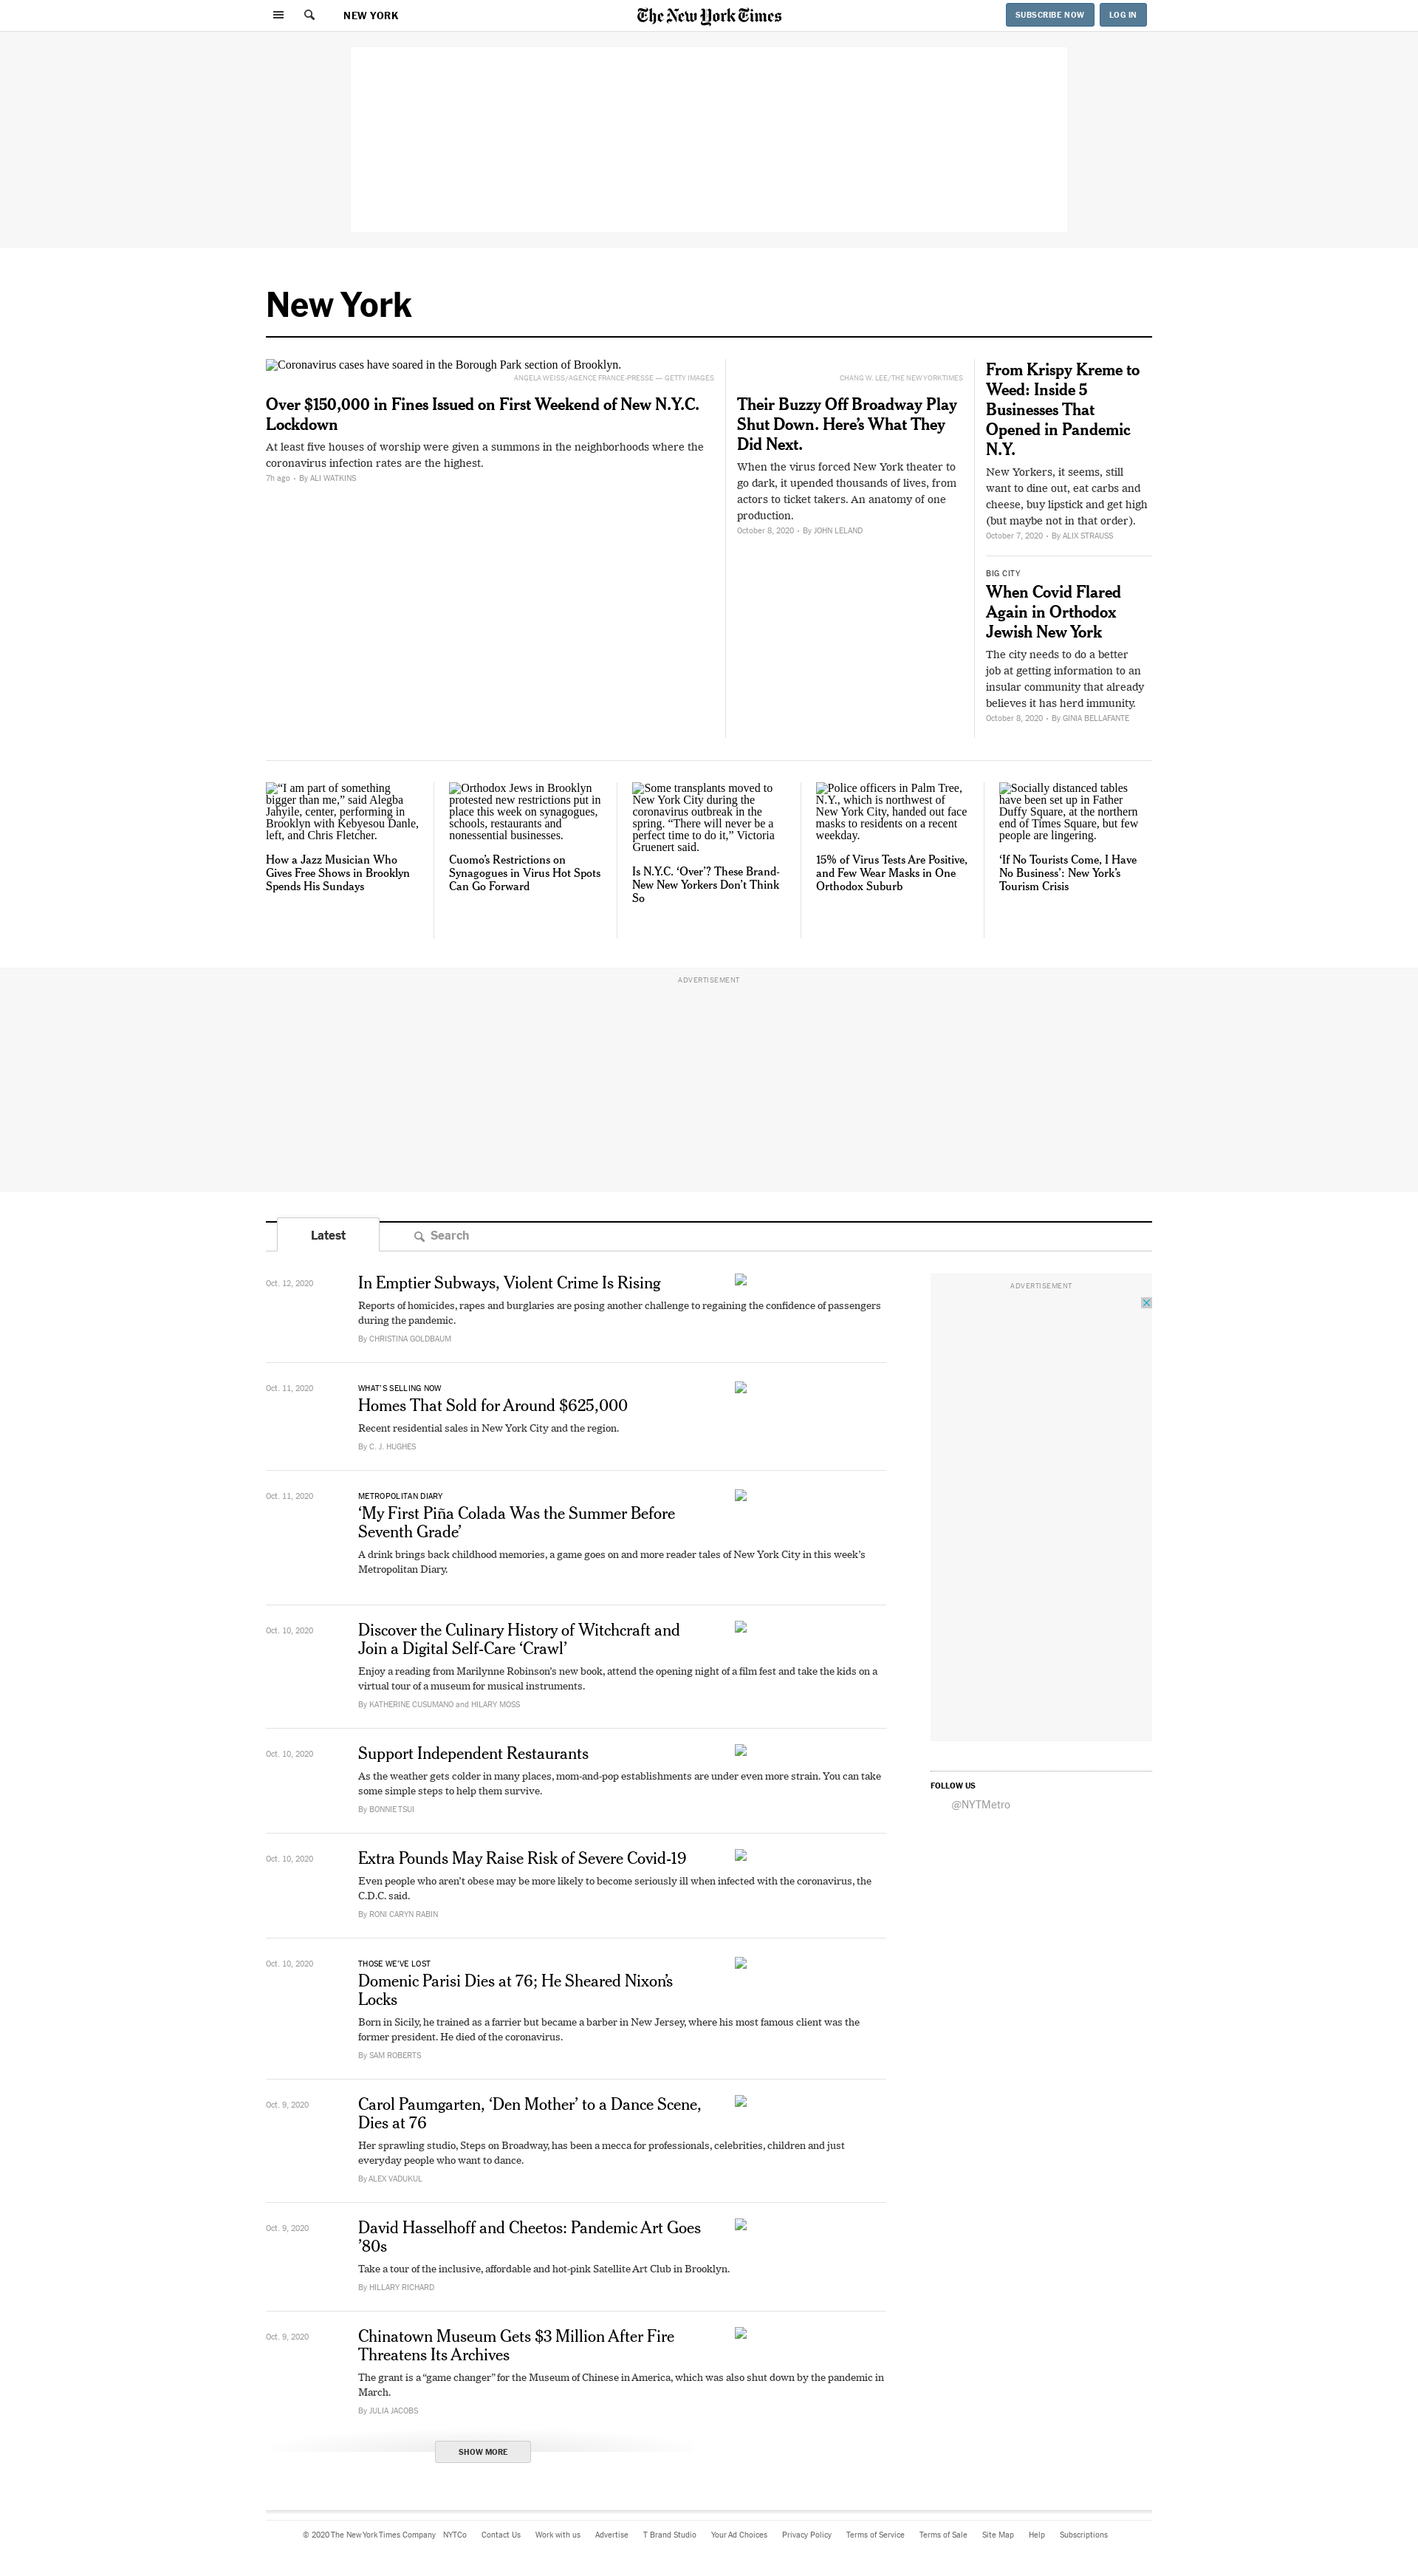 NEW YORK
The New York Times
SUBSCRIBE NOW
LOG IN
New York
Coronavirus cases have soared in the Borough Park section of Brooklyn.
ANGELA WEISS/AGENCE FRANCE-PRESSE — GETTY IMAGES
Over $150,000 in Fines Issued on First Weekend of New N.Y.C.
Lockdown
At least five houses of worship were given a summons in the neighborhoods where the
coronavirus infection rates are the highest.
7h ago • By ALI WATKINS
CHANG W. LEE/THE NEW YORK TIMES
Their Buzzy Off Broadway Play
Shut Down. Here’s What They
Did Next.
When the virus forced New York theater to
go dark, it upended thousands of lives, from
actors to ticket takers. An anatomy of one
production.
October 8, 2020 • By JOHN LELAND
From Krispy Kreme to
Weed: Inside 5
Businesses That
Opened in Pandemic
N.Y.
New Yorkers, it seems, still
want to dine out, eat carbs and
cheese, buy lipstick and get high
(but maybe not in that order).
October 7, 2020 • By ALIX STRAUSS
BIG CITY
When Covid Flared
Again in Orthodox
Jewish New York
The city needs to do a better
job at getting information to an
insular community that already
believes it has herd immunity.
October 8, 2020 • By GINIA BELLAFANTE
“I am part of something
bigger than me,” said Alegba
Jahyile, center, performing in
Brooklyn with Kebyesou Danle,
left, and Chris Fletcher.
How a Jazz Musician Who
Gives Free Shows in Brooklyn
Spends His Sundays
Orthodox Jews in Brooklyn
protested new restrictions put in
place this week on synagogues,
schools, restaurants and
nonessential businesses.
Cuomo’s Restrictions on
Synagogues in Virus Hot Spots
Can Go Forward
Some transplants moved to
New York City during the
coronavirus outbreak in the
spring. “There will never be a
perfect time to do it,” Victoria
Gruenert said.
Is N.Y.C. ‘Over’? These Brand-
New New Yorkers Don’t Think
So
Police officers in Palm Tree,
N.Y., which is northwest of
New York City, handed out face
masks to residents on a recent
weekday.
15% of Virus Tests Are Positive,
and Few Wear Masks in One
Orthodox Suburb
Socially distanced tables
have been set up in Father
Duffy Square, at the northern
end of Times Square, but few
people are lingering.
‘If No Tourists Come, I Have
No Business’: New York’s
Tourism Crisis
ADVERTISEMENT
Latest
Search
Oct. 12, 2020
In Emptier Subways, Violent Crime Is Rising
Reports of homicides, rapes and burglaries are posing another challenge to regaining the confidence of passengers
during the pandemic.
By CHRISTINA GOLDBAUM
ADVERTISEMENT
Oct. 11, 2020
WHAT’S SELLING NOW
Homes That Sold for Around $625,000
Recent residential sales in New York City and the region.
By C. J. HUGHES
Oct. 11, 2020
METROPOLITAN DIARY
‘My First Piña Colada Was the Summer Before
Seventh Grade’
A drink brings back childhood memories, a game goes on and more reader tales of New York City in this week’s
Metropolitan Diary.
Oct. 10, 2020
Discover the Culinary History of Witchcraft and
Join a Digital Self-Care ‘Crawl’
Enjoy a reading from Marilynne Robinson’s new book, attend the opening night of a film fest and take the kids on a
virtual tour of a museum for musical instruments.
By KATHERINE CUSUMANO and HILARY MOSS
Oct. 10, 2020
Support Independent Restaurants
As the weather gets colder in many places, mom-and-pop establishments are under even more strain. You can take
some simple steps to help them survive.
By BONNIE TSUI
FOLLOW US
@NYTMetro
Oct. 10, 2020
Extra Pounds May Raise Risk of Severe Covid-19
Even people who aren’t obese may be more likely to become seriously ill when infected with the coronavirus, the
C.D.C. said.
By RONI CARYN RABIN
Oct. 10, 2020
THOSE WE’VE LOST
Domenic Parisi Dies at 76; He Sheared Nixon’s
Locks
Born in Sicily, he trained as a farrier but became a barber in New Jersey, where his most famous client was the
former president. He died of the coronavirus.
By SAM ROBERTS
Oct. 9, 2020
Carol Paumgarten, ‘Den Mother’ to a Dance Scene,
Dies at 76
Her sprawling studio, Steps on Broadway, has been a mecca for professionals, celebrities, children and just
everyday people who want to dance.
By ALEX VADUKUL
Oct. 9, 2020
David Hasselhoff and Cheetos: Pandemic Art Goes
’80s
Take a tour of the inclusive, affordable and hot-pink Satellite Art Club in Brooklyn.
By HILLARY RICHARD
Oct. 9, 2020
Chinatown Museum Gets $3 Million After Fire
Threatens Its Archives
The grant is a “game changer” for the Museum of Chinese in America, which was also shut down by the pandemic in
March.
By JULIA JACOBS
SHOW MORE
© 2020 The New York Times Company NYTCo Contact Us Work with us Advertise T Brand Studio Your Ad Choices Privacy Policy Terms of Service Terms of Sale Site Map Help Subscriptions